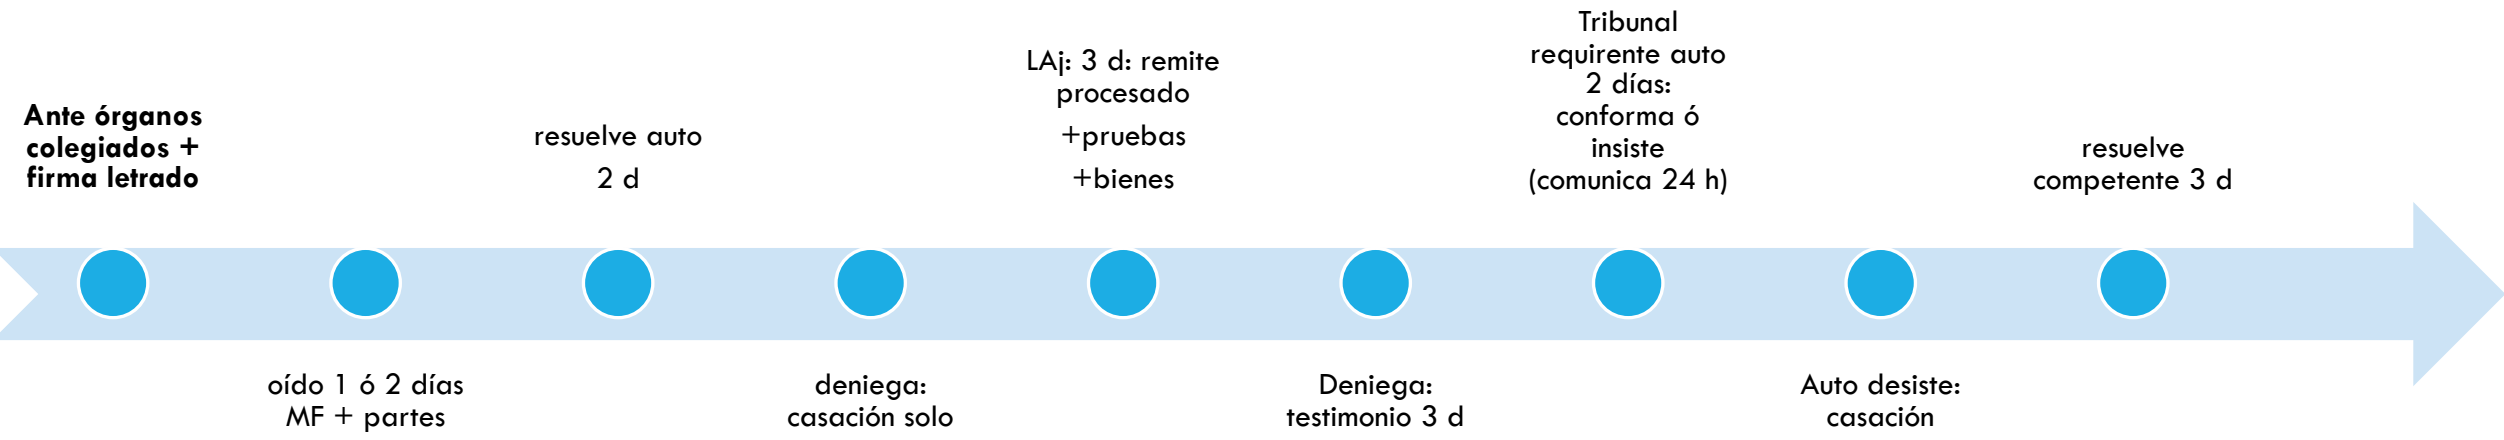 Ante órganos
colegiados +
firma letrado
oído 1 ó 2 días
MF + partes
resuelve auto
2 d
deniega:
casación solo
LAj: 3 d: remite
procesado
+pruebas
+bienes
Deniega:
testimonio 3 d
Tribunal
requirente auto
2 días:
conforma ó
insiste
(comunica 24 h)
Auto desiste:
casación
resuelve
competente 3 d